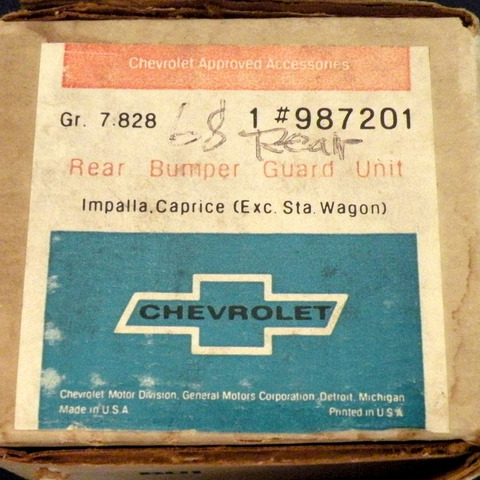 Chevrolet Approved Accessories
Gr. 7.828 68 1 #987201
Rear
Rear Bumper Guard Unit
Impalla, Caprice (Exc. Sta. Wagon)
CHEVROLET
Chevrolet Motor Division, General Motors Corporation, Detroit, Michigan
Made in U.S.A. Printed in U.S.A.